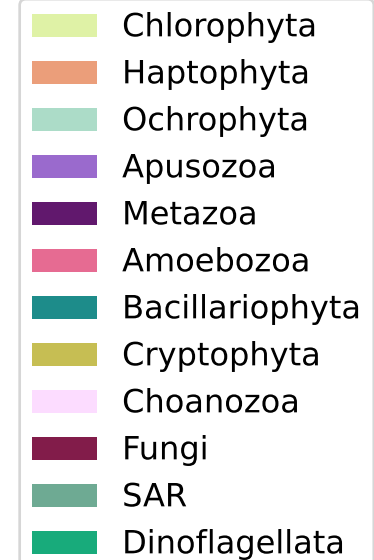 Chlorophyta
Haptophyta
Ochrophyta
Apusozoa
Metazoa
Amoebozoa
Bacillariophyta
Cryptophyta
Choanozoa
Fungi
SAR
Dinoflagellata